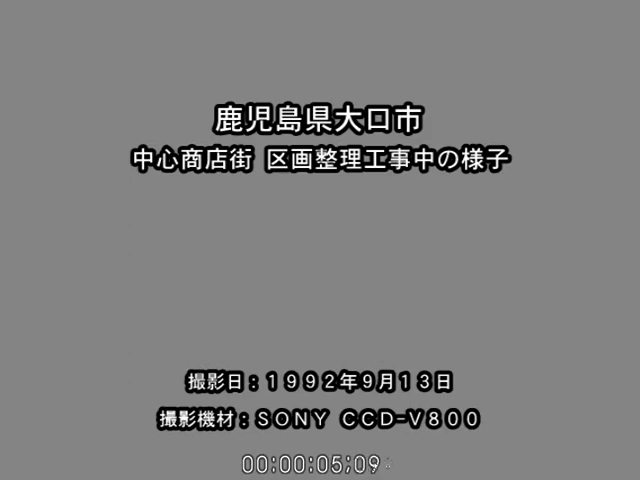 鹿児島県大口市
中心商店街 区画整理工事中の様子
撮影日：１９９２年９月１３日
撮影機材：ＳＯＮＹ ＣＣＤ−Ｖ８００
00:00:05;09